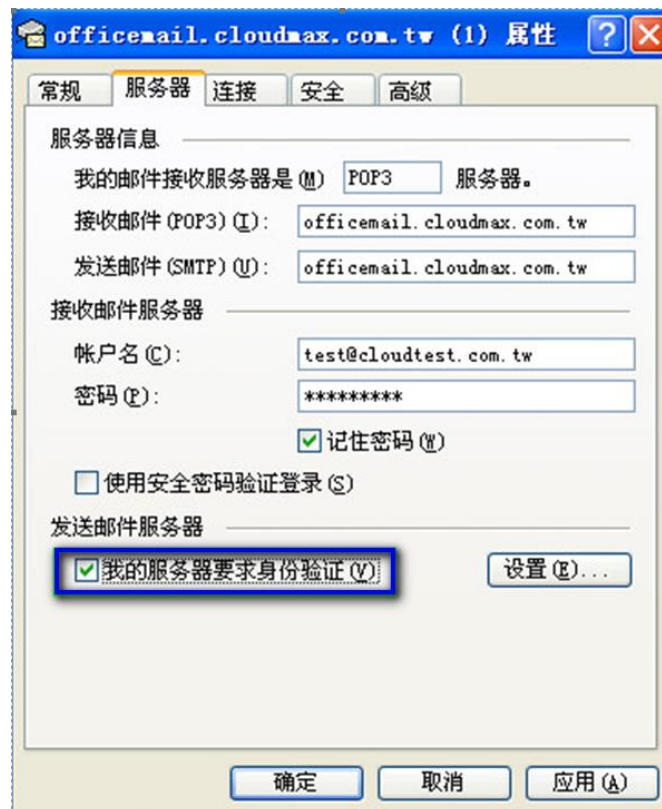 officemail.cloudmax.com.tw (1) 属性
常规 服务器 连接 安全 高级
服务器信息
我的邮件接收服务器是(M) POP3 服务器。
接收邮件(POP3)(I): officemail.cloudmax.com.tw
发送邮件(SMTP)(U): officemail.cloudmax.com.tw
接收邮件服务器
帐户名(C): test@cloudtest.com.tw
密码(P): *********
记住密码(W)
使用安全密码验证登录(S)
发送邮件服务器
我的服务器要求身份验证(V) 设置(E)...
确定 取消 应用(A)